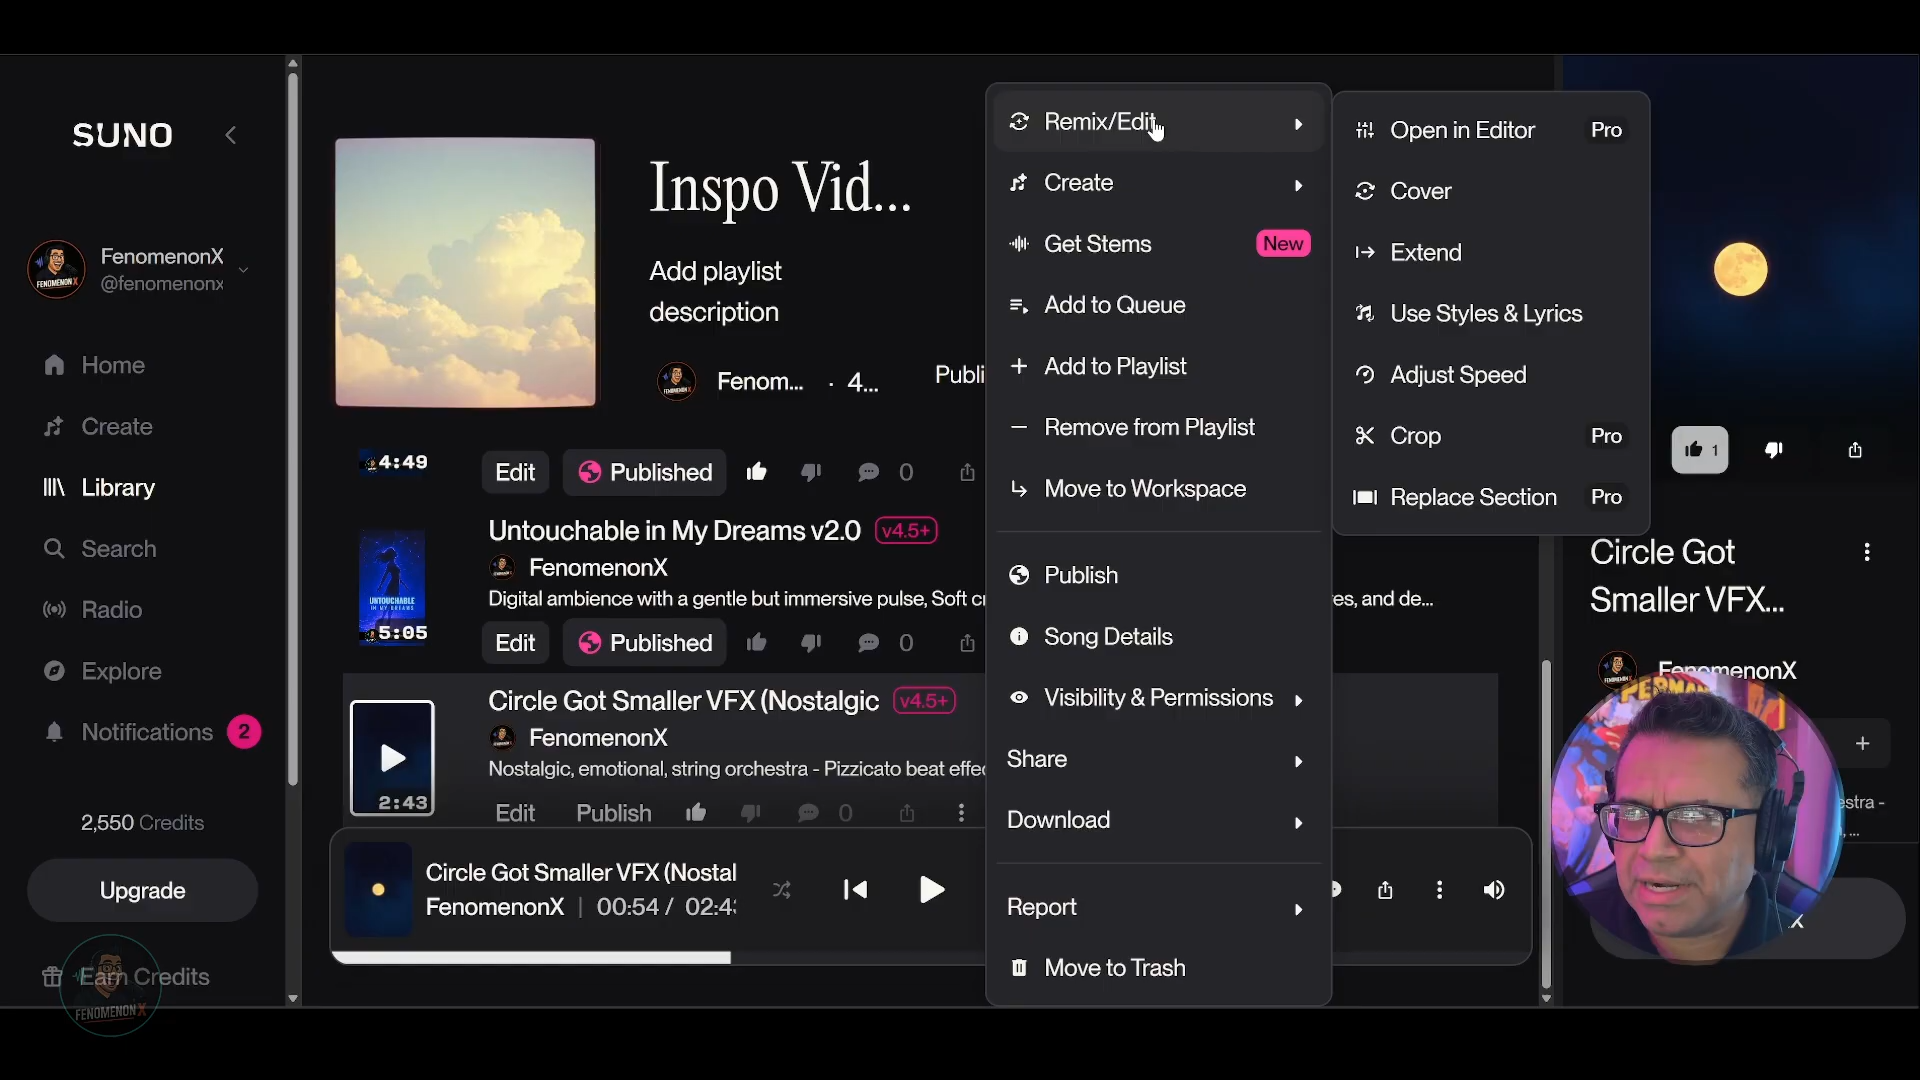 SUNO
FenomenonX
@fenomenonx
Home
Create
Library
Search
Radio
Explore
Notifications 2
2,550 Credits
Upgrade
Earn Credits
FENOMENON X
Inspo Vid...
Add playlist
description
Fenom... · 4... Publi
4:49
Edit Published 0
Untouchable in My Dreams v2.0 v4.5+
FenomenonX
Digital ambience with a gentle but immersive pulse, Soft cr
es, and de...
UNTOUCHABLE
IN MY DREAMS
5:05
Edit Published 0
Circle Got Smaller VFX (Nostalgic v4.5+
FenomenonX
Nostalgic, emotional, string orchestra - Pizzicato beat effe
2:43
Edit Publish 0
Circle Got Smaller VFX (Nostal
FenomenonX | 00:54 / 02:4
Remix/Edit
Create
Get Stems New
Add to Queue
Add to Playlist
Remove from Playlist
Move to Workspace
Publish
Song Details
Visibility & Permissions
Share
Download
Report
Move to Trash
Open in Editor Pro
Cover
Extend
Use Styles & Lyrics
Adjust Speed
Crop Pro
Replace Section Pro
1
Circle Got
Smaller VFX...
FenomenonX
estra -
...
X